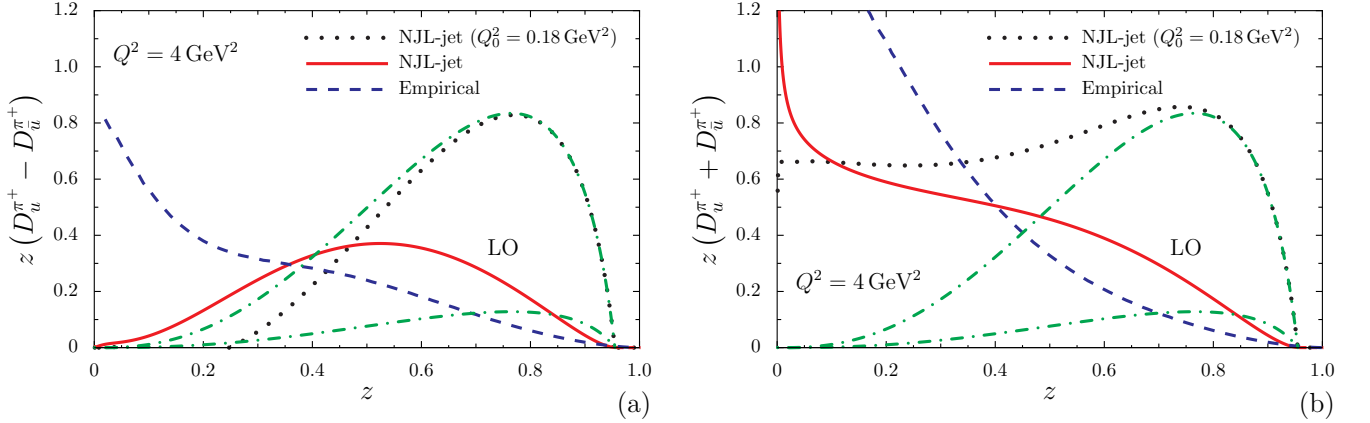 (a)
Q² = 4 GeV²
NJL-jet (Q₀² = 0.18 GeV²)
NJL-jet
Empirical
LO
z(D_u^{π⁺} − D_ū^{π⁺})
1.2
1.0
0.8
0.6
0.4
0.2
0
0 0.2 0.4 0.6 0.8 1.0
z
(b)
NJL-jet (Q₀² = 0.18 GeV²)
NJL-jet
Empirical
LO
Q² = 4 GeV²
z(D_u^{π⁺} + D_ū^{π⁺})
1.2
1.0
0.8
0.6
0.4
0.2
0
0 0.2 0.4 0.6 0.8 1.0
z